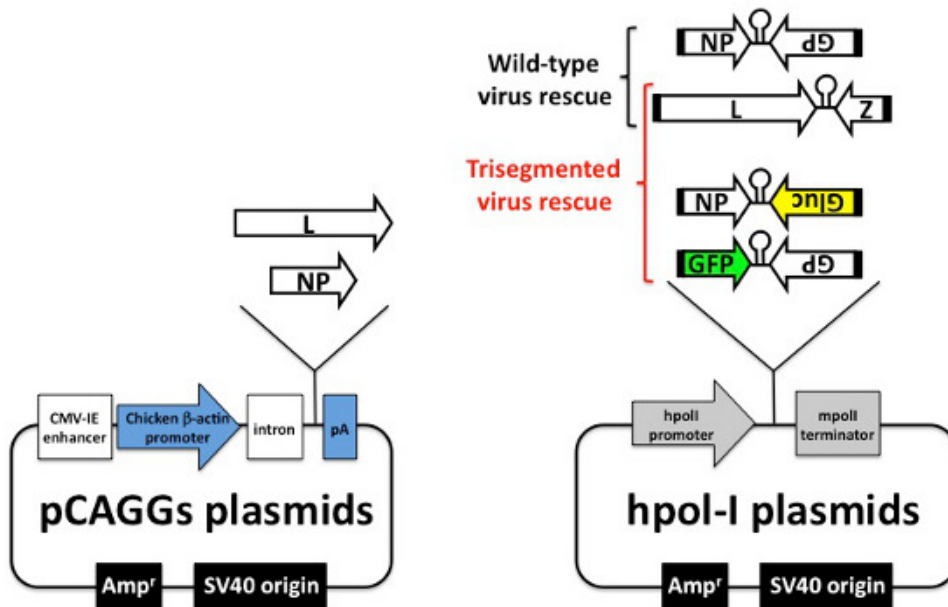 NP GP
Wild-type
virus rescue
L Z
Trisegmented
virus rescue
NP Gluc
GFP GP
L
NP
CMV-IE
enhancer
Chicken β-actin
promoter
intron
pA
hpolI
promoter
mpolI
terminator
pCAGGs plasmids
hpol-I plasmids
Ampʳ SV40 origin
Ampʳ SV40 origin